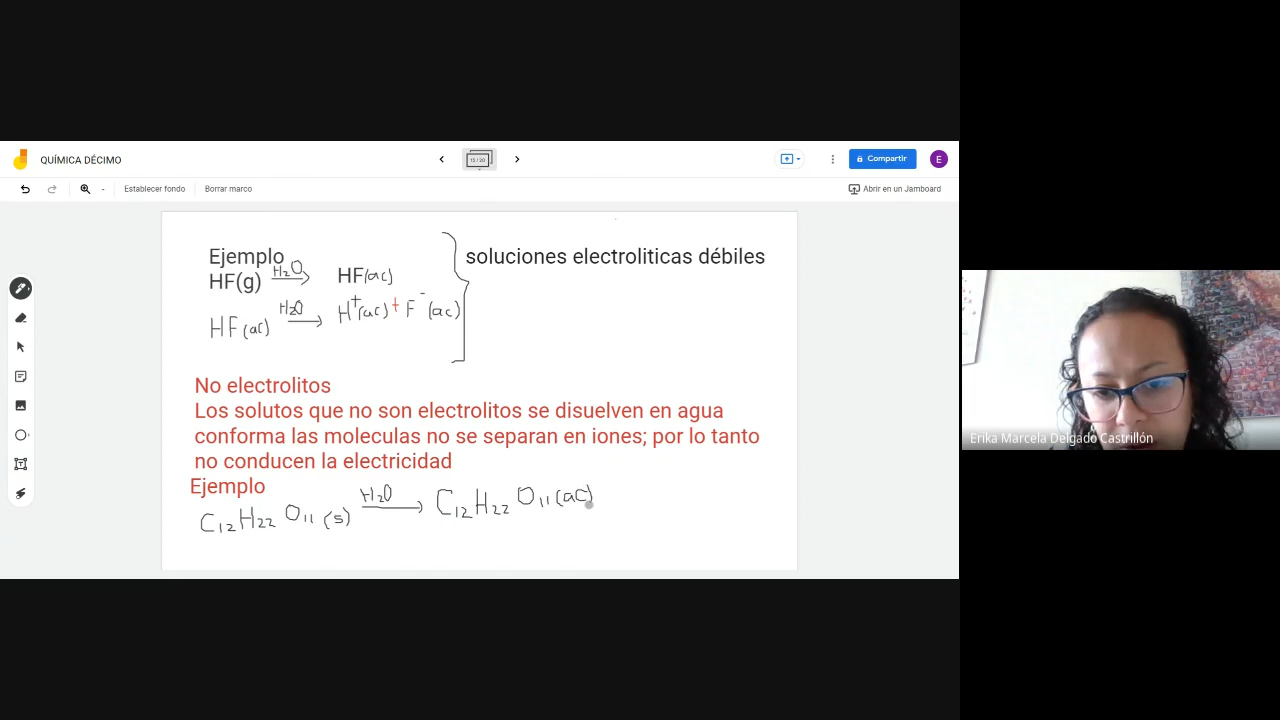 QUÍMICA DÉCIMO
15 / 20
Compartir
E
Establecer fondo
Borrar marco
Abrir en un Jamboard
Ejemplo
soluciones electroliticas débiles
HF(g) H₂O → HF(ac)
HF(ac) H₂O → H⁺(ac) + F⁻(ac)
No electrolitos
Los solutos que no son electrolitos se disuelven en agua
conforma las moleculas no se separan en iones; por lo tanto
no conducen la electricidad
Ejemplo
C₁₂H₂₂O₁₁(s) H₂O → C₁₂H₂₂O₁₁(ac)
Erika Marcela Delgado Castrillón